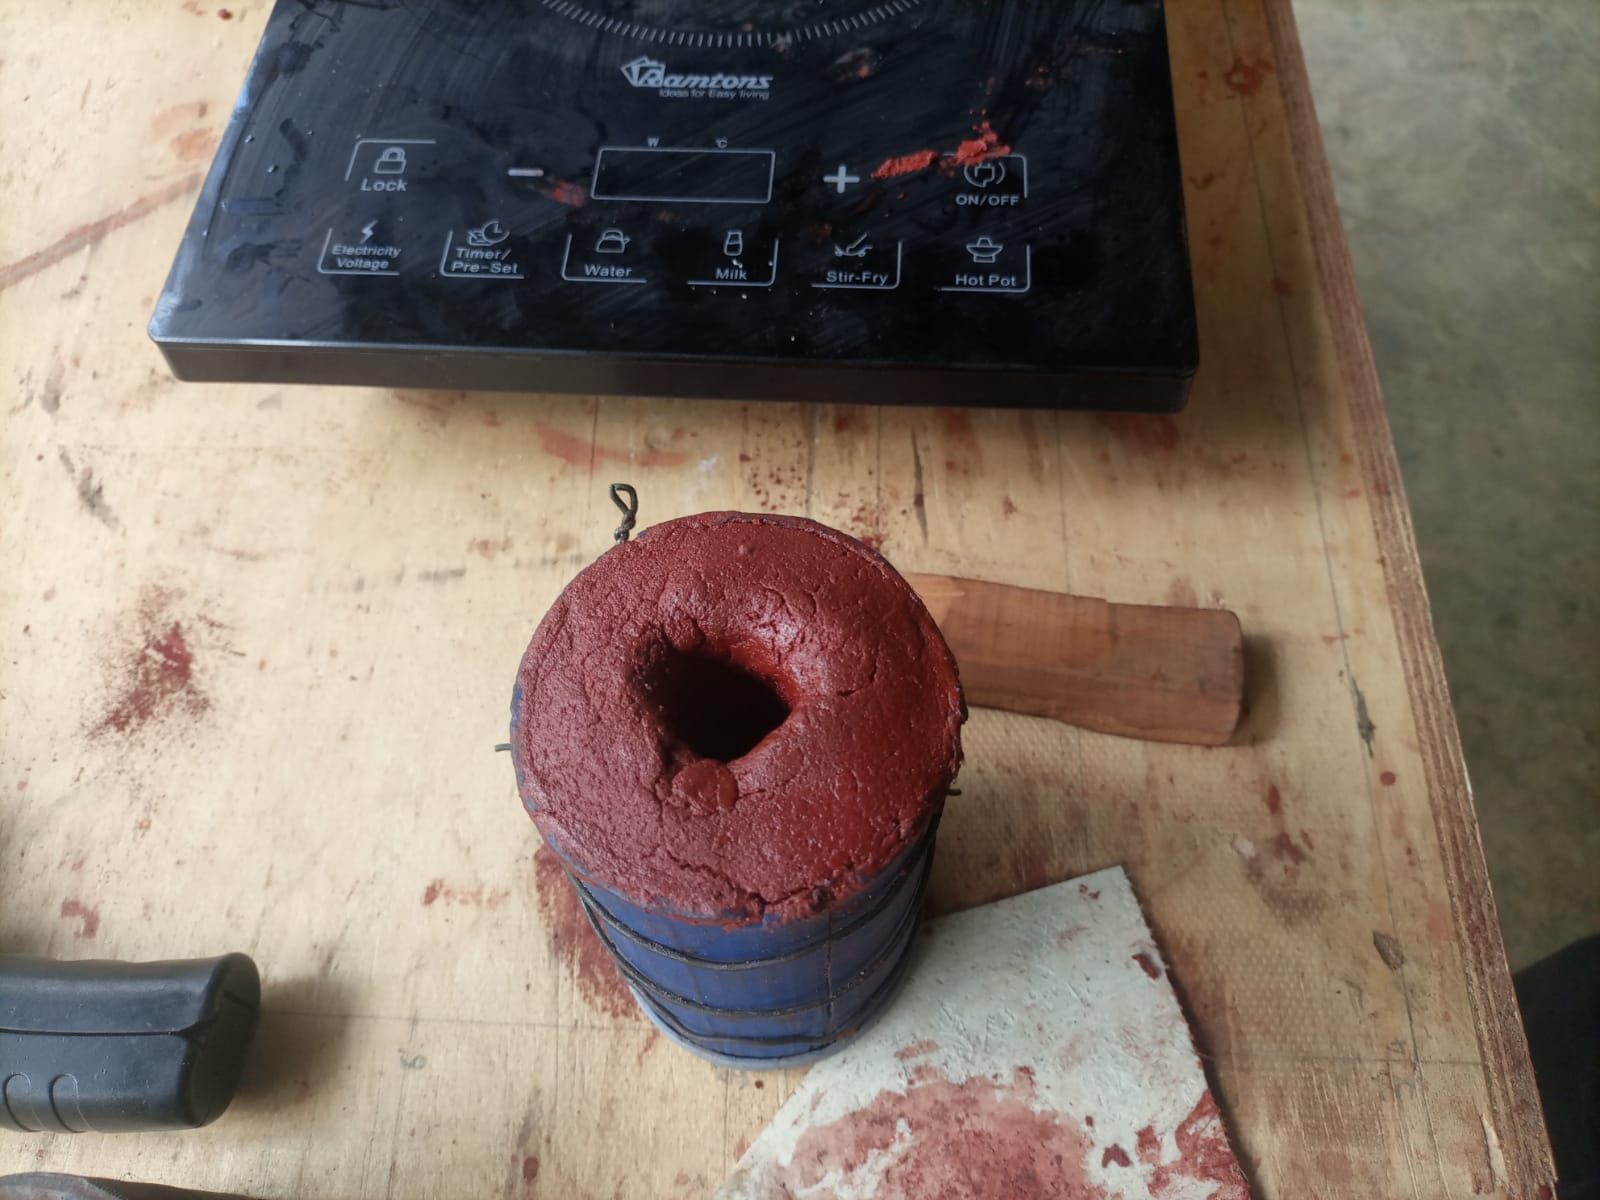 Ramtons
Ideas for Easy living
W °C
Lock
ON/OFF
Electricity
Voltage
Timer/
Pre-Set
Water
Milk
Stir-Fry
Hot Pot